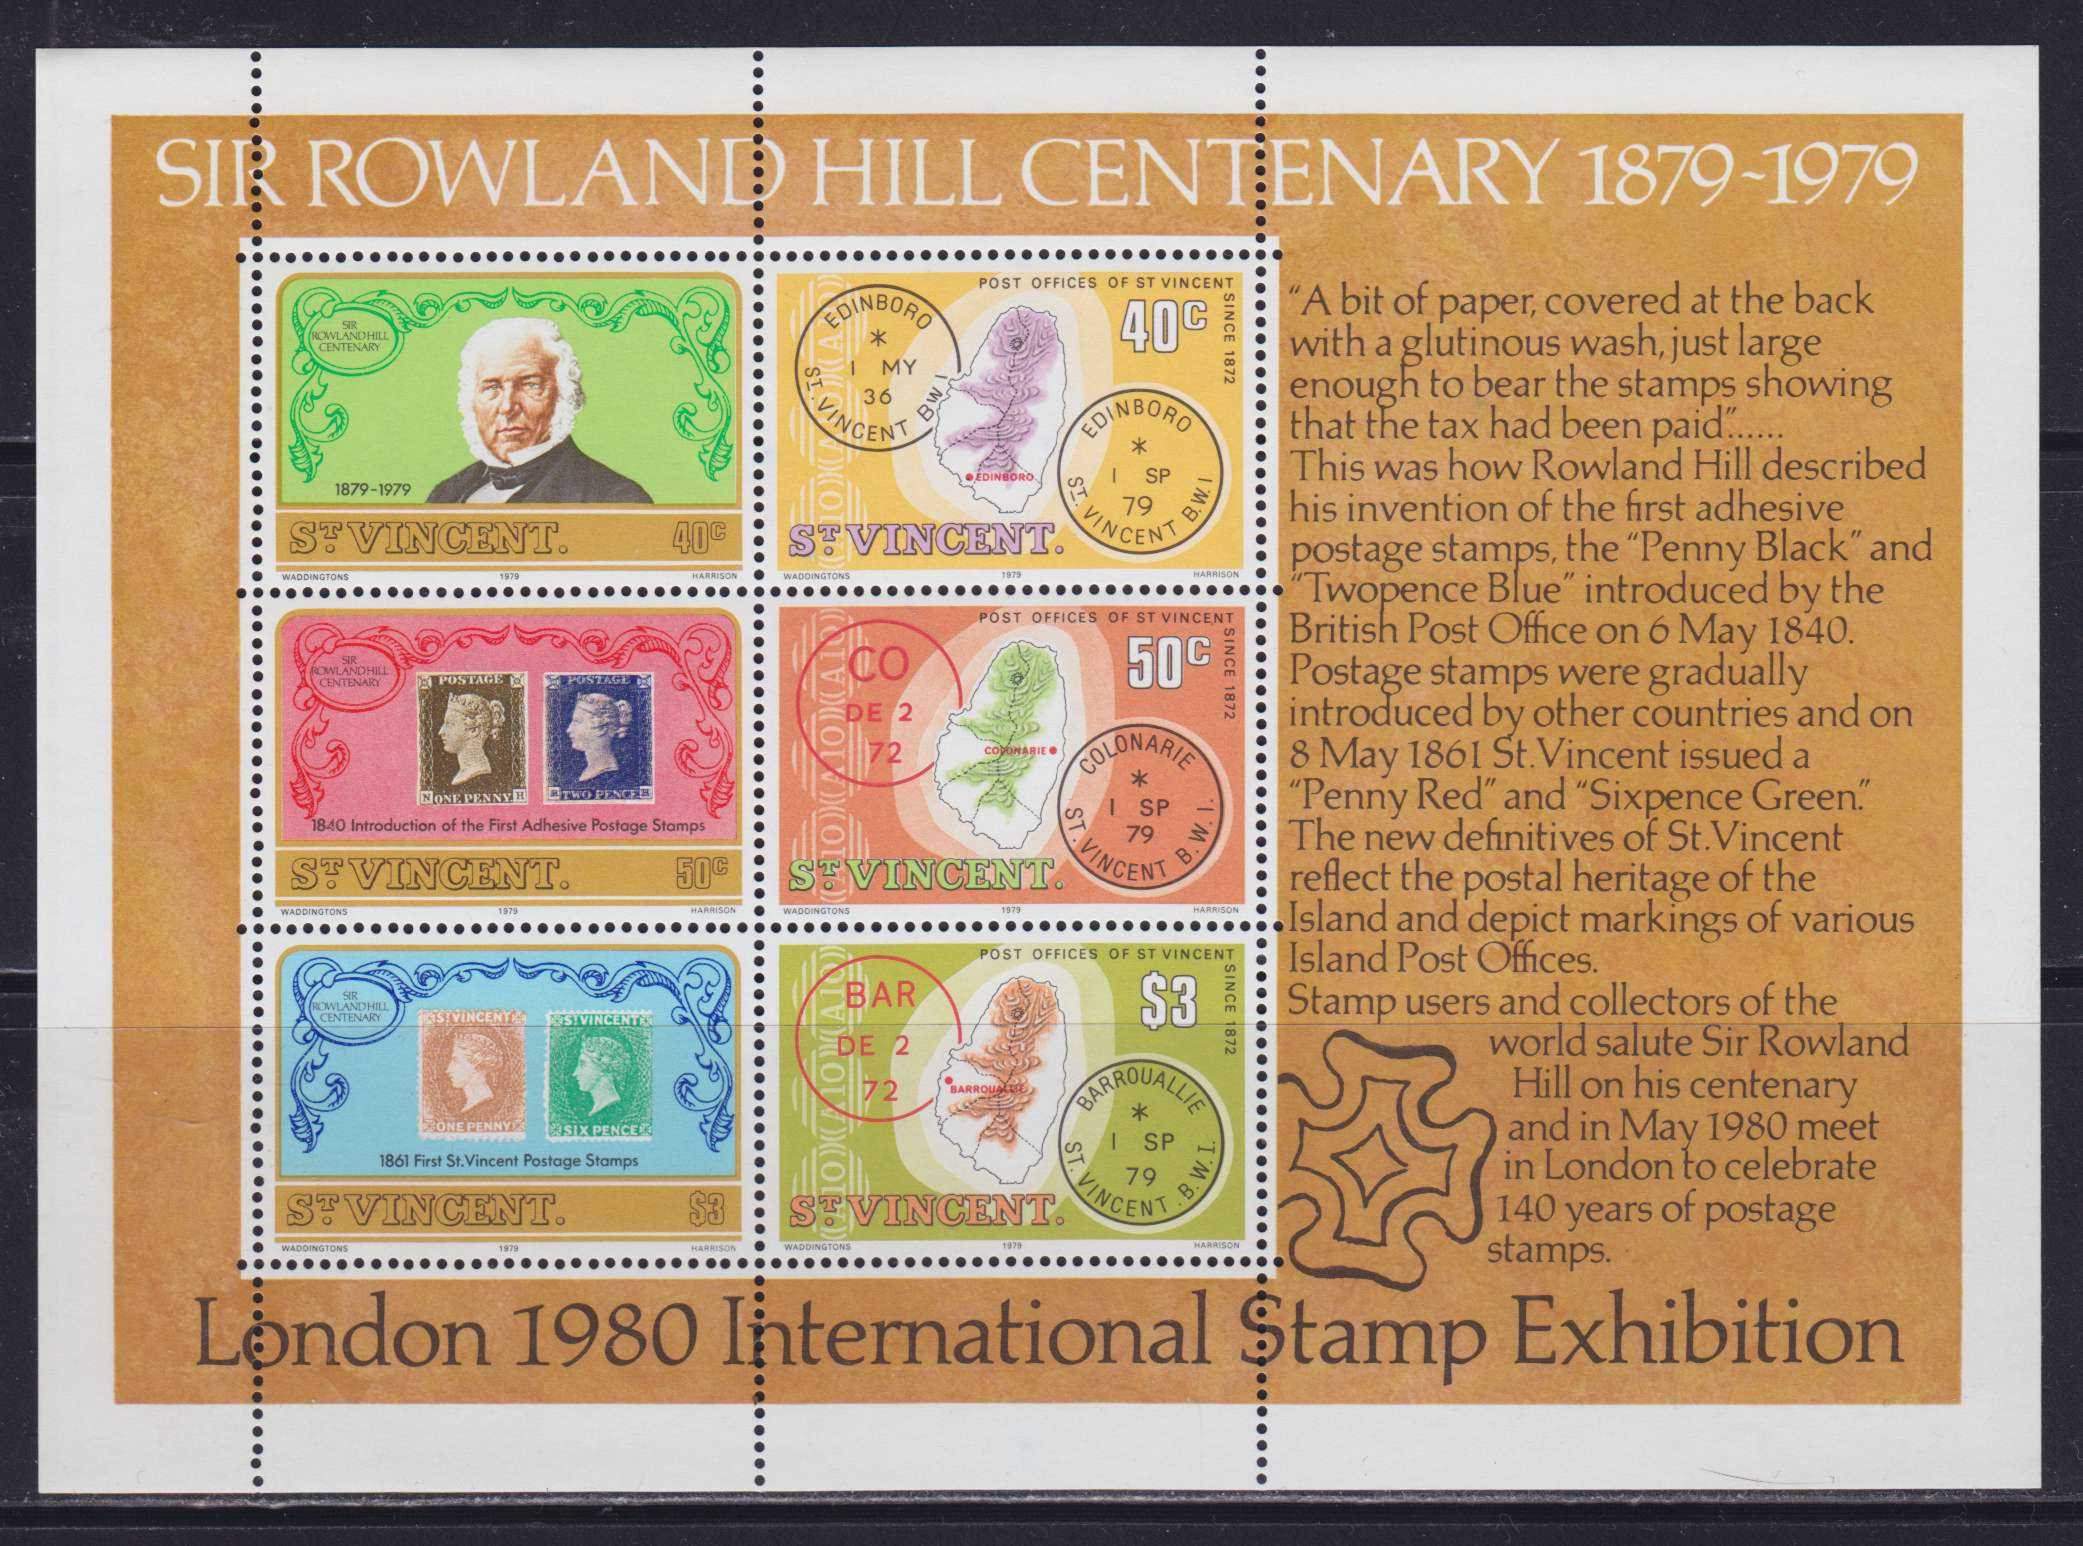 SIR ROWLAND HILL CENTENARY 1879-1979
SIR
ROWLAND HILL
CENTENARY
1879-1979
ST VINCENT. 40C
WADDINGTONS 1979 HARRISON
POST OFFICES OF ST VINCENT
SINCE 1872
40C
EDINBORO
*
1 MY
36
ST. VINCENT B.W.I
EDINBORO
EDINBORO
*
1 SP
79
ST. VINCENT B.W.I
ST VINCENT.
WADDINGTONS 1979 HARRISON
SIR
ROWLAND HILL
CENTENARY
POSTAGE
N ONE PENNY H
POSTAGE
TWO PENCE
1840 Introduction of the First Adhesive Postage Stamps
ST VINCENT. 50C
WADDINGTONS 1979 HARRISON
POST OFFICES OF ST VINCENT
SINCE 1872
50C
CO
DE 2
72
COLONARIE
COLONARIE
*
1 SP
79
ST. VINCENT B.W.I.
ST VINCENT.
WADDINGTONS 1979 HARRISON
SIR
ROWLAND HILL
CENTENARY
ST VINCENT
ONE PENNY
ST VINCENT
SIX PENCE
1861 First St.Vincent Postage Stamps
ST VINCENT. $3
WADDINGTONS 1979 HARRISON
POST OFFICES OF ST VINCENT
SINCE 1872
$3
BAR
DE 2
72
BARROUALLIE
BARROUALLIE
*
1 SP
79
ST. VINCENT. B.W.I.
ST VINCENT.
WADDINGTONS 1979 HARRISON
"A bit of paper, covered at the back
with a glutinous wash, just large
enough to bear the stamps showing
that the tax had been paid"......
This was how Rowland Hill described
his invention of the first adhesive
postage stamps, the "Penny Black" and
"Twopence Blue" introduced by the
British Post Office on 6 May 1840.
Postage stamps were gradually
introduced by other countries and on
8 May 1861 St.Vincent issued a
"Penny Red" and "Sixpence Green."
The new definitives of St.Vincent
reflect the postal heritage of the
Island and depict markings of various
Island Post Offices.
Stamp users and collectors of the
world salute Sir Rowland
Hill on his centenary
and in May 1980 meet
in London to celebrate
140 years of postage
stamps.
London 1980 International Stamp Exhibition